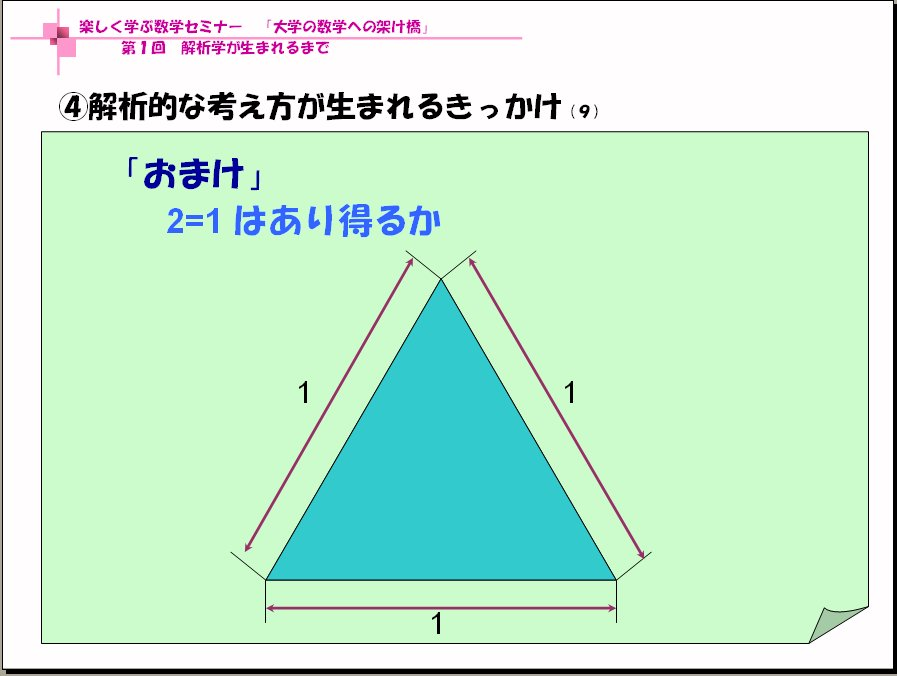 楽しく学ぶ数学セミナー 「大学の数学への架け橋」
第1回 解析学が生まれるまで
④解析的な考え方が生まれるきっかけ(9)
「おまけ」
2=1 はあり得るか
1
1
1